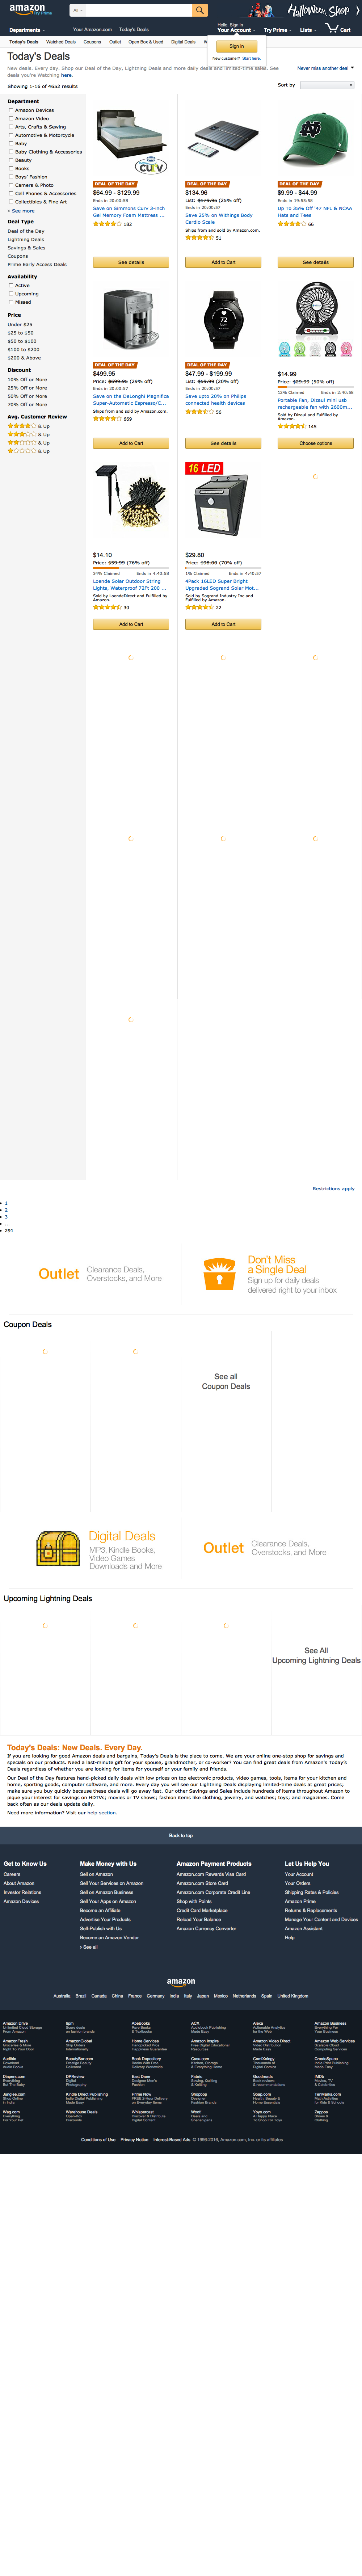 amazon
Try Prime
All
Halloween Shop
Departments
Your Amazon.com
Today's Deals
Hello. Sign in
Your Account
Try Prime
Lists
Cart
Today's Deals
Watched Deals
Coupons
Outlet
Open Box & Used
Digital Deals
Sign in
New customer? Start here.
Today's Deals
New deals. Every day. Shop our Deal of the Day, Lightning Deals and more daily deals and limited-time sales. See
deals you're Watching here.
Never miss another deal
Showing 1-16 of 4652 results
Sort by
Department
Amazon Devices
Amazon Video
Arts, Crafts & Sewing
Automotive & Motorcycle
Baby
Baby Clothing & Accessories
Beauty
Books
Boys' Fashion
Camera & Photo
Cell Phones & Accessories
Collectibles & Fine Art
See more
Deal Type
Deal of the Day
Lightning Deals
Savings & Sales
Coupons
Prime Early Access Deals
Availability
Active
Upcoming
Missed
Price
Under $25
$25 to $50
$50 to $100
$100 to $200
$200 & Above
Discount
10% Off or More
25% Off or More
50% Off or More
70% Off or More
Avg. Customer Review
& Up
& Up
& Up
& Up
DEAL OF THE DAY
$64.99 - $129.99
Ends in 20:00:58
Save on Simmons Curv 3-inch
Gel Memory Foam Mattress ...
182
See details
DEAL OF THE DAY
$134.96
List: $179.95 (25% off)
Ends in 20:00:57
Save 25% on Withings Body
Cardio Scale
Ships from and sold by Amazon.com.
51
Add to Cart
DEAL OF THE DAY
$9.99 - $44.99
Ends in 19:55:58
Up To 35% Off '47 NFL & NCAA
Hats and Tees
66
See details
DEAL OF THE DAY
$499.95
Price: $699.95 (29% off)
Ends in 20:00:57
Save on the DeLonghi Magnifica
Super-Automatic Espresso/C...
Ships from and sold by Amazon.com.
669
Add to Cart
DEAL OF THE DAY
$47.99 - $199.99
List: $59.99 (20% off)
Ends in 20:00:57
Save upto 20% on Philips
connected health devices
56
See details
$14.99
Price: $29.99 (50% off)
12% Claimed
Ends in 2:45:58
Portable Fan, Dizaul mini usb
rechargeable fan with 2600m...
Sold by Dizaul and Fulfilled by
Amazon.
145
Choose options
$14.10
Price: $59.99 (76% off)
34% Claimed
Ends in 4:40:58
Loende Solar Outdoor String
Lights, Waterproof 72ft 200 ...
Sold by LoendeDirect and Fulfilled by
Amazon.
30
Add to Cart
16 LED
$29.80
Price: $98.00 (70% off)
1% Claimed
Ends in 4:40:57
4Pack 16LED Super Bright
Upgraded Sogrand Solar Mot...
Sold by Sogrand Industry Inc and
Fulfilled by Amazon.
22
Add to Cart
Restrictions apply
1
2
3
...
291
Outlet
Clearance Deals,
Overstocks, and More
Don't Miss
a Single Deal
Sign up for daily deals
delivered right to your inbox
Coupon Deals
See all
Coupon Deals
Digital Deals
MP3, Kindle Books,
Video Games
Downloads and More
Outlet
Clearance Deals,
Overstocks, and More
Upcoming Lightning Deals
See All
Upcoming Lightning Deals
Today's Deals: New Deals. Every Day.
If you are looking for good Amazon deals and bargains, Today's Deals is the place to come. We are your online one-stop shop for savings and
deals on Amazon. Need a last-minute gift for your spouse, grandmother, or co-worker? You can find great deals from Amazon's Today's
Deals regardless of whether you are looking for items for yourself or your family and friends.
Our Deal of the Day features hand-picked daily deals with low prices on top electronic products, video games, tools, items for your kitchen and
home, sporting goods, computer software, and more. Every day you will see our Lightning Deals displaying limited-time deals at great prices;
make sure you buy quickly because these deals will go away fast. Our other Savings and Sales include hundreds of items throughout Amazon to
pique your interest for savings on HDTVs; movies or TV shows; fashion items like clothing, jewelry, and watches; toys; and magazines. Come
back often as our deals update daily.
Need more information? Visit our help section.
Back to top
Get to Know Us
Careers
About Amazon
Investor Relations
Amazon Devices
Make Money with Us
Sell on Amazon
Sell Your Services on Amazon
Sell on Amazon Business
Sell Your Apps on Amazon
Become an Affiliate
Advertise Your Products
Self-Publish with Us
Become an Amazon Vendor
See all
Amazon Payment Products
Amazon.com Rewards Visa Card
Amazon.com Store Card
Amazon.com Corporate Credit Line
Shop with Points
Credit Card Marketplace
Reload Your Balance
Amazon Currency Converter
Let Us Help You
Your Account
Your Orders
Shipping Rates & Policies
Amazon Prime
Returns & Replacements
Manage Your Content and Devices
Amazon Assistant
Help
amazon
Australia Brazil Canada China France Germany India Italy Japan Mexico Netherlands Spain United Kingdom
Conditions of Use Privacy Notice Interest-Based Ads © 1996-2016, Amazon.com, Inc. or its affiliates